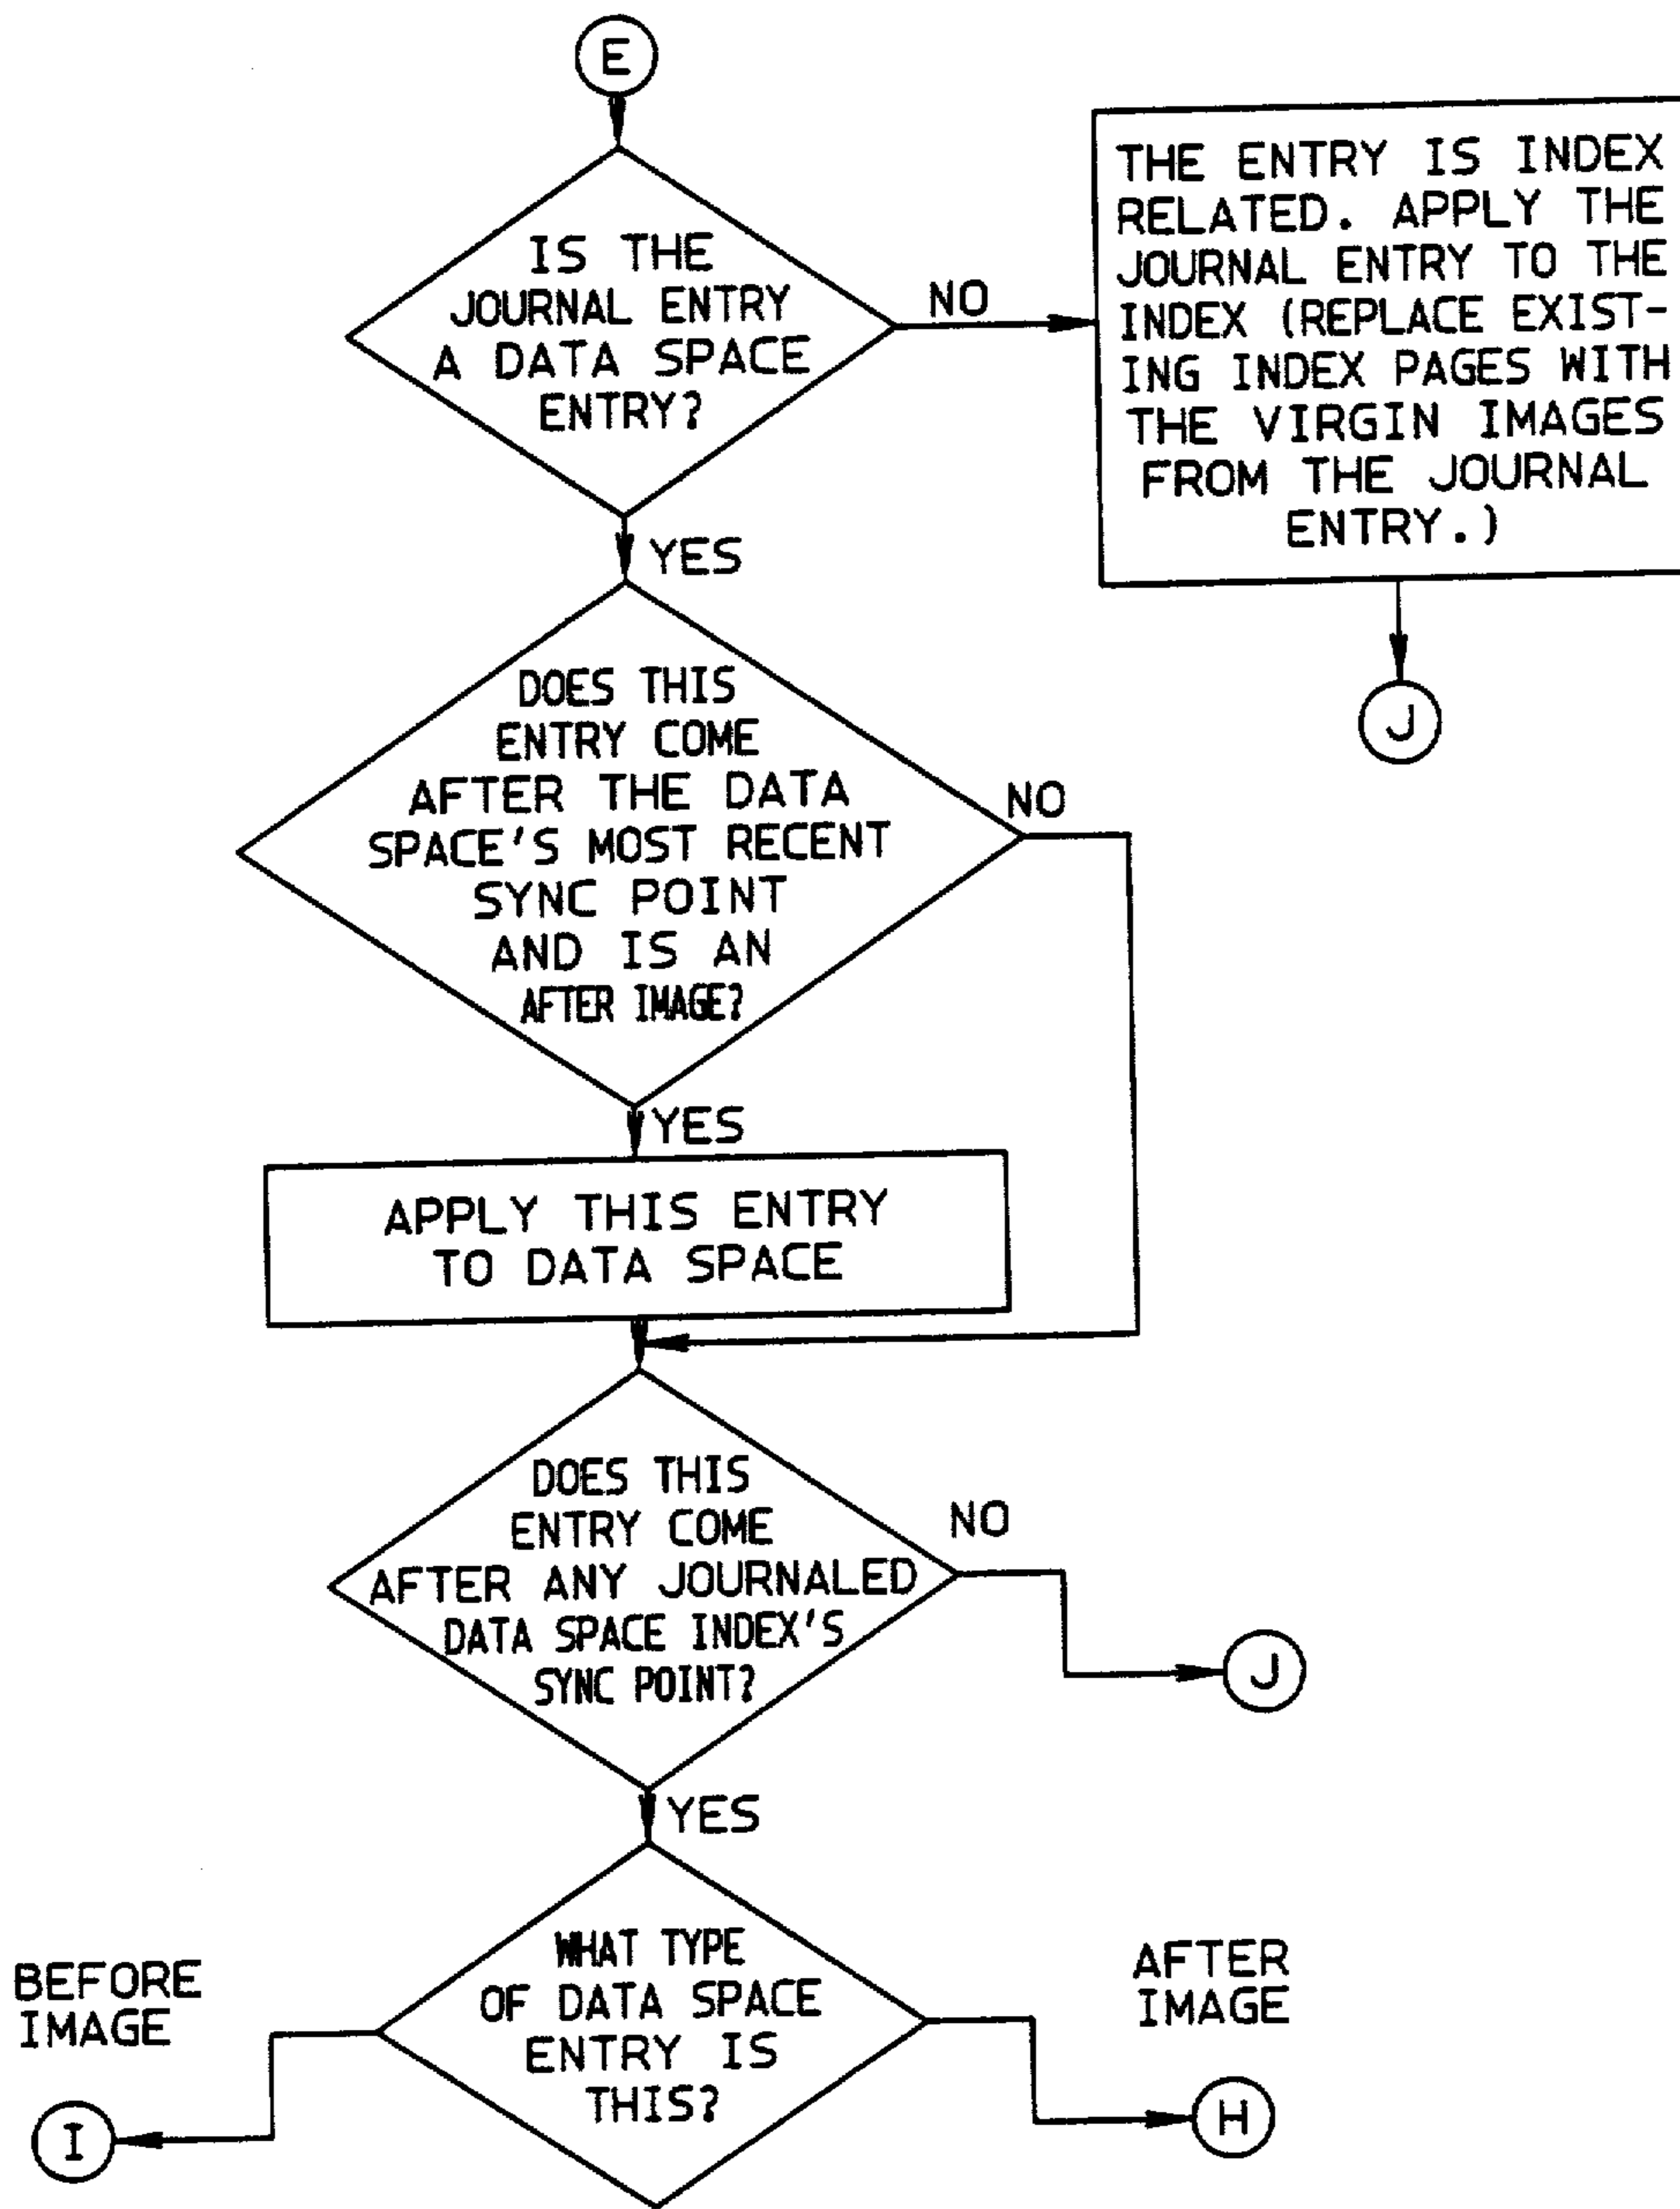 E
IS THE
JOURNAL ENTRY
A DATA SPACE
ENTRY?
NO
THE ENTRY IS INDEX
RELATED. APPLY THE
JOURNAL ENTRY TO THE
INDEX (REPLACE EXIST-
ING INDEX PAGES WITH
THE VIRGIN IMAGES
FROM THE JOURNAL
ENTRY.)
J
YES
DOES THIS
ENTRY COME
AFTER THE DATA
SPACE'S MOST RECENT
SYNC POINT
AND IS AN
AFTER IMAGE?
NO
YES
APPLY THIS ENTRY
TO DATA SPACE
DOES THIS
ENTRY COME
AFTER ANY JOURNALED
DATA SPACE INDEX'S
SYNC POINT?
NO
J
YES
WHAT TYPE
OF DATA SPACE
ENTRY IS
THIS?
BEFORE
IMAGE
I
AFTER
IMAGE
H